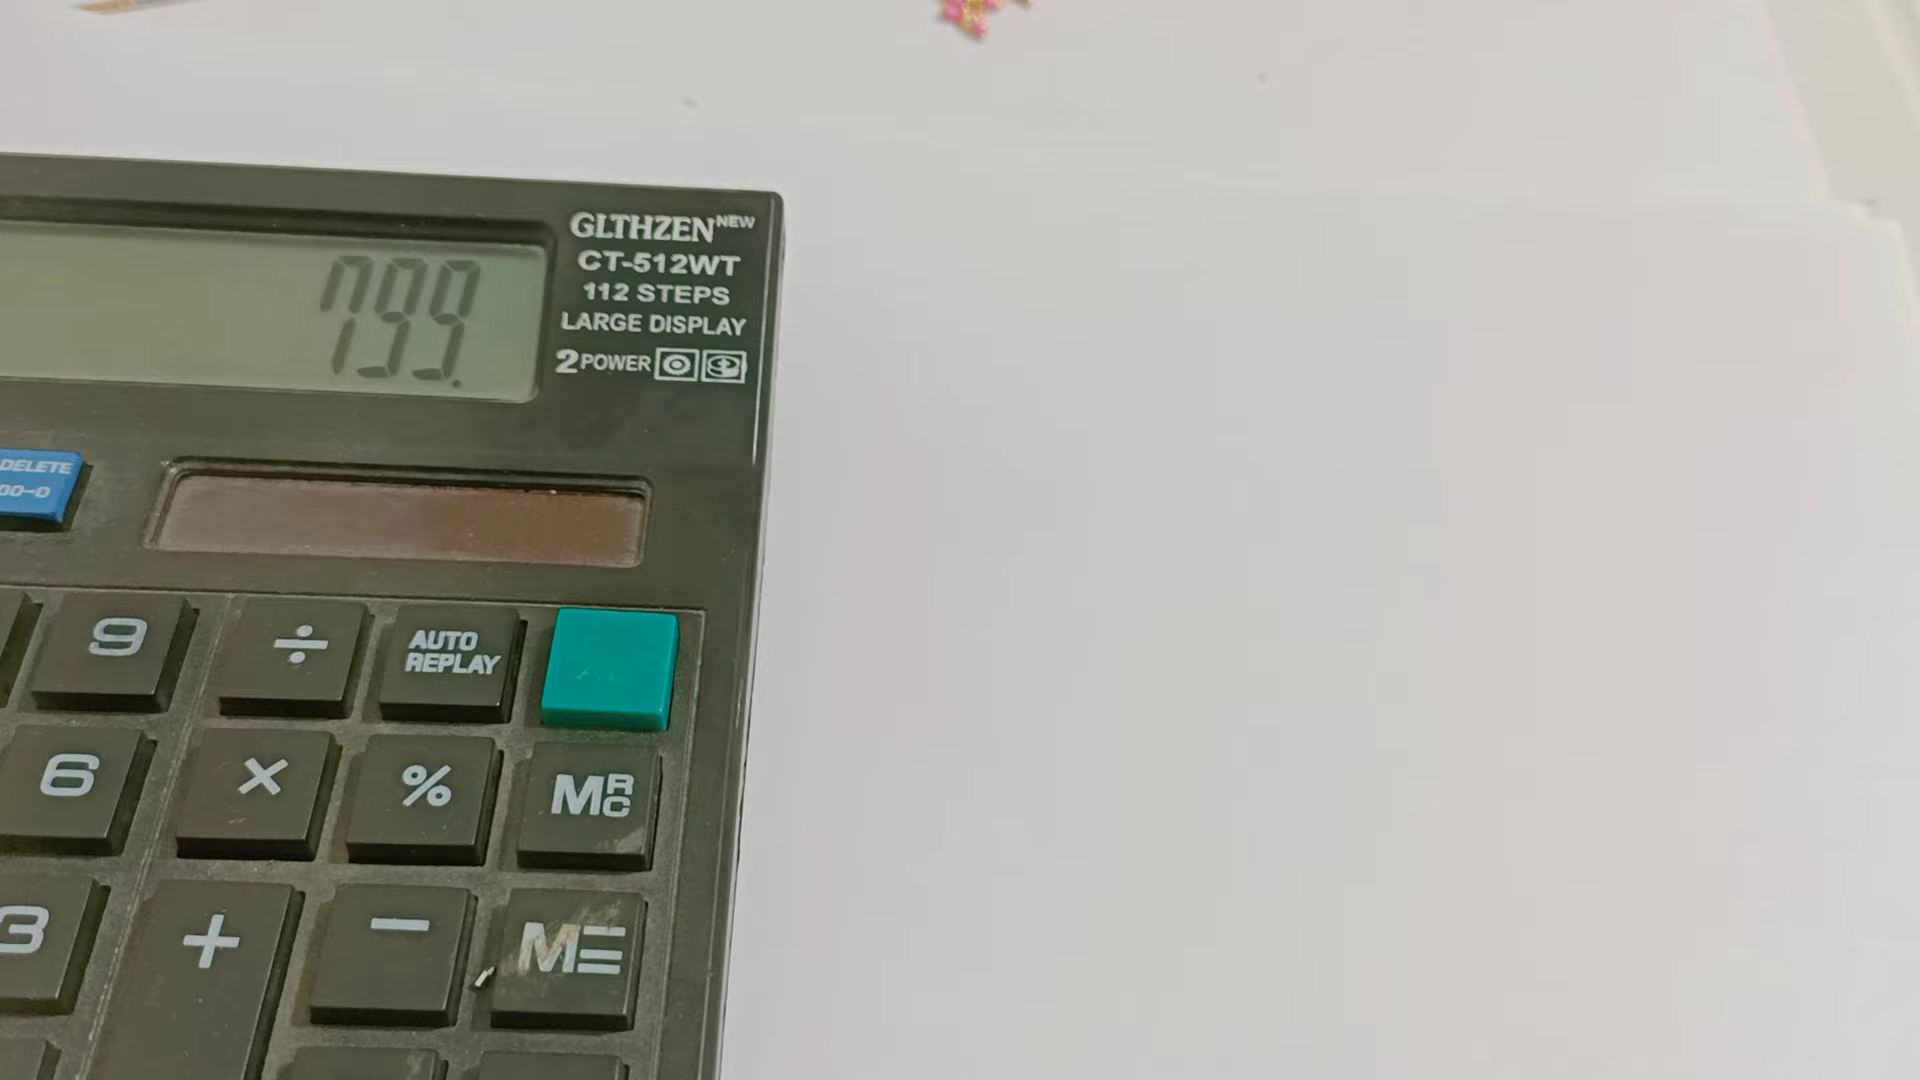 GLTHZEN NEW
CT-512WT
112 STEPS
LARGE DISPLAY
2 POWER
799.
DELETE
00→0
9 ÷ AUTO REPLAY
6 × % MRC
3 + − M=